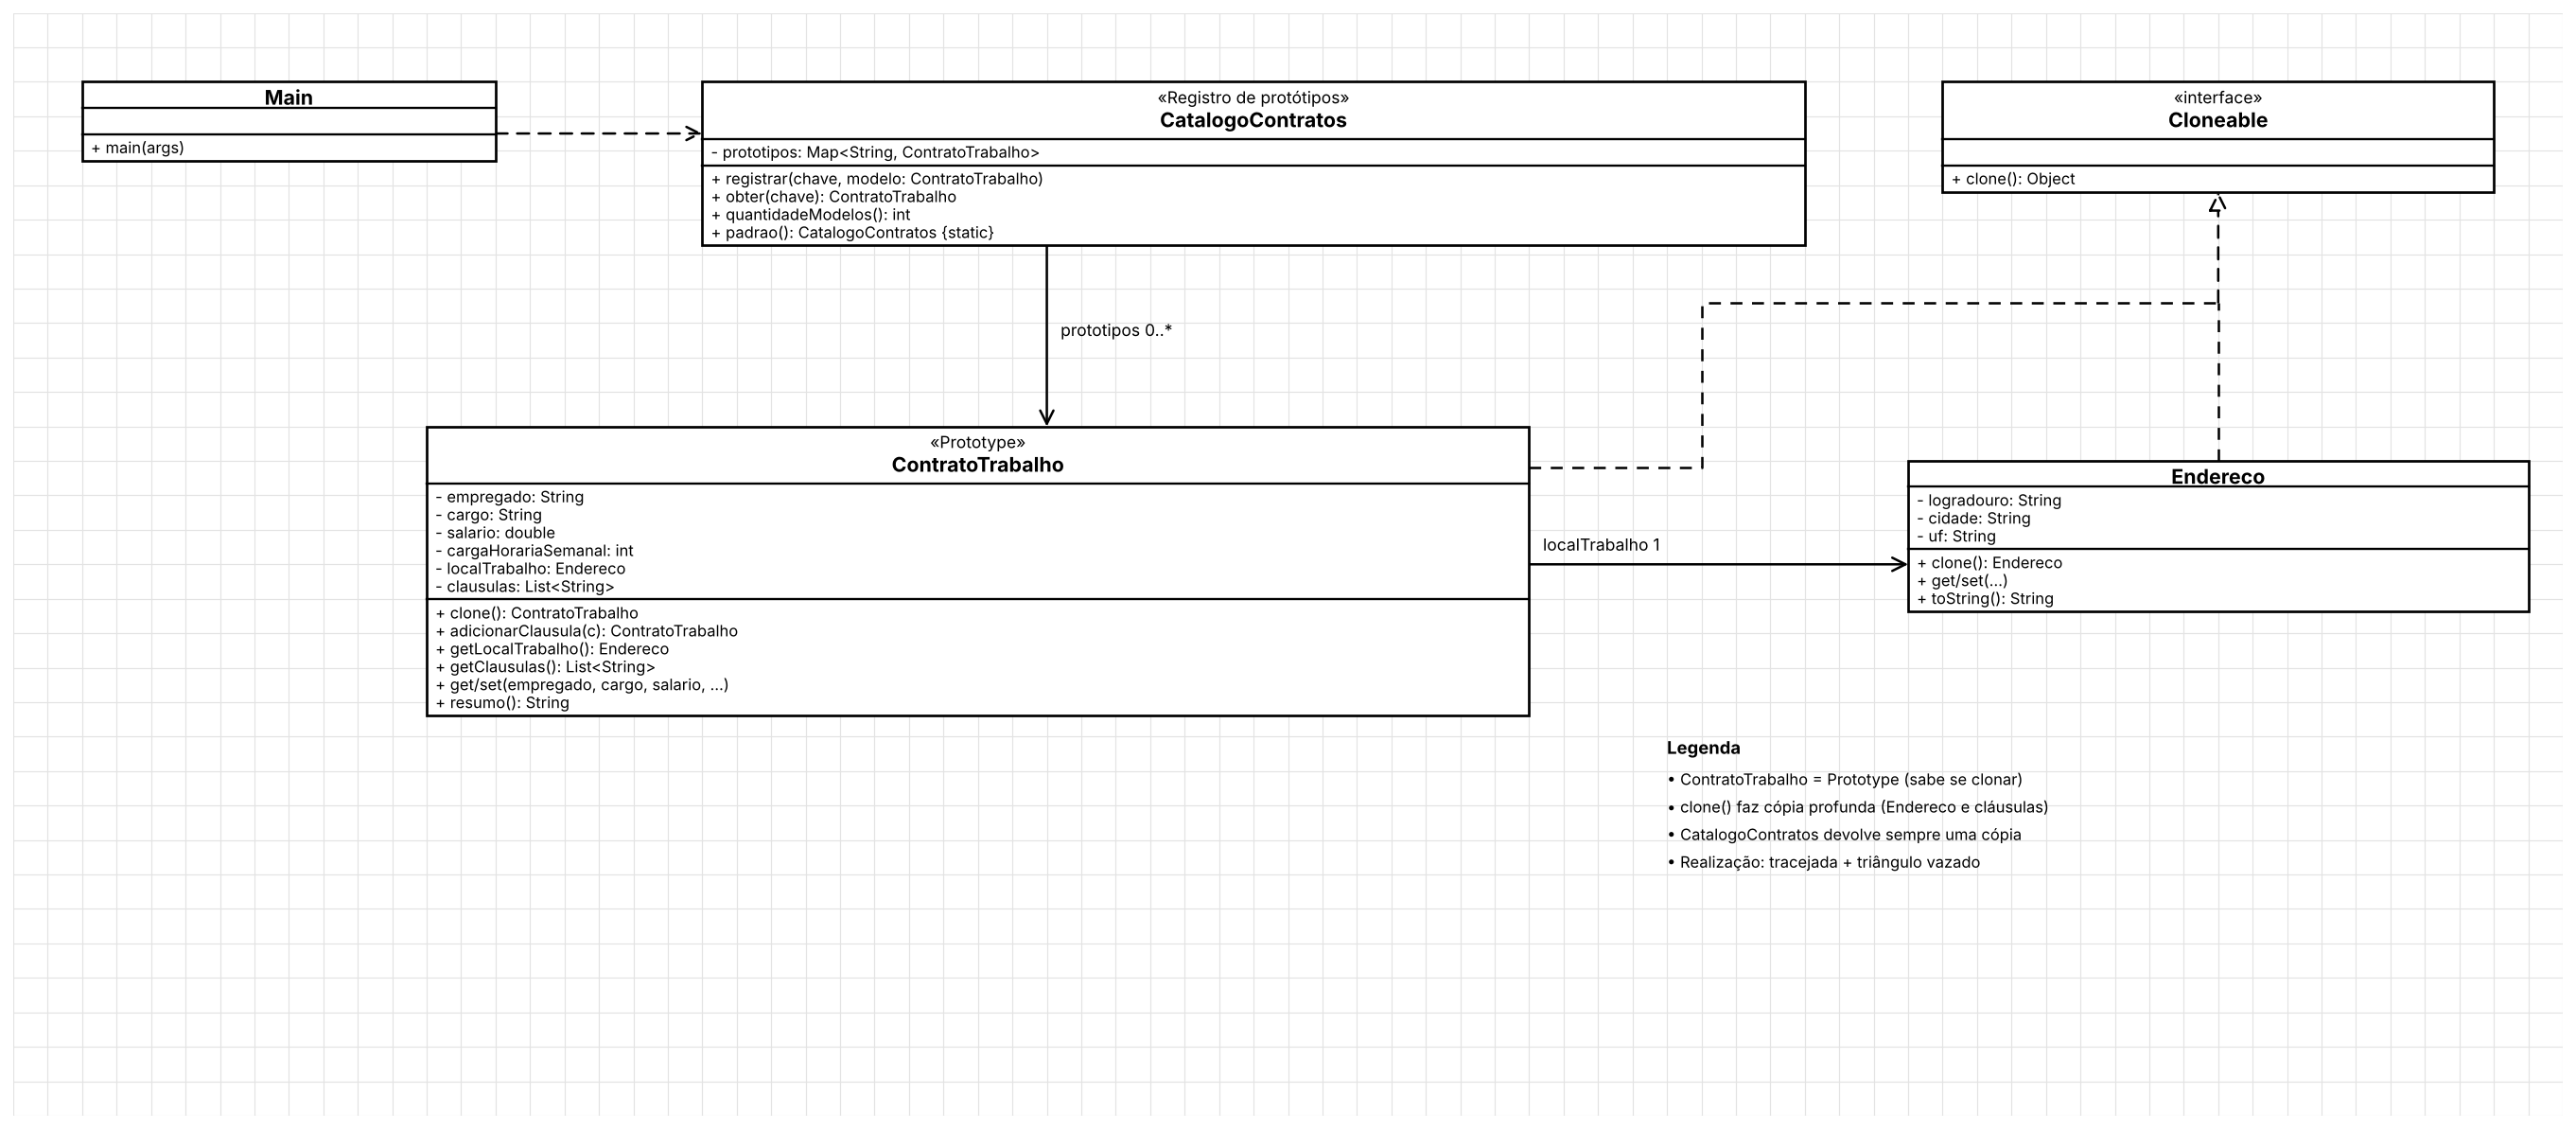 Main
+ main(args)
«Registro de protótipos»
CatalogoContratos
- prototipos: Map<String, ContratoTrabalho>
+ registrar(chave, modelo: ContratoTrabalho)
+ obter(chave): ContratoTrabalho
+ quantidadeModelos(): int
+ padrao(): CatalogoContratos {static}
«interface»
Cloneable
+ clone(): Object
prototipos 0..*
«Prototype»
ContratoTrabalho
- empregado: String
- cargo: String
- salario: double
- cargaHorariaSemanal: int
- localTrabalho: Endereco
- clausulas: List<String>
+ clone(): ContratoTrabalho
+ adicionarClausula(c): ContratoTrabalho
+ getLocalTrabalho(): Endereco
+ getClausulas(): List<String>
+ get/set(empregado, cargo, salario, ...)
+ resumo(): String
localTrabalho 1
Endereco
- logradouro: String
- cidade: String
- uf: String
+ clone(): Endereco
+ get/set(...)
+ toString(): String
Legenda
• ContratoTrabalho = Prototype (sabe se clonar)
• clone() faz cópia profunda (Endereco e cláusulas)
• CatalogoContratos devolve sempre uma cópia
• Realização: tracejada + triângulo vazado